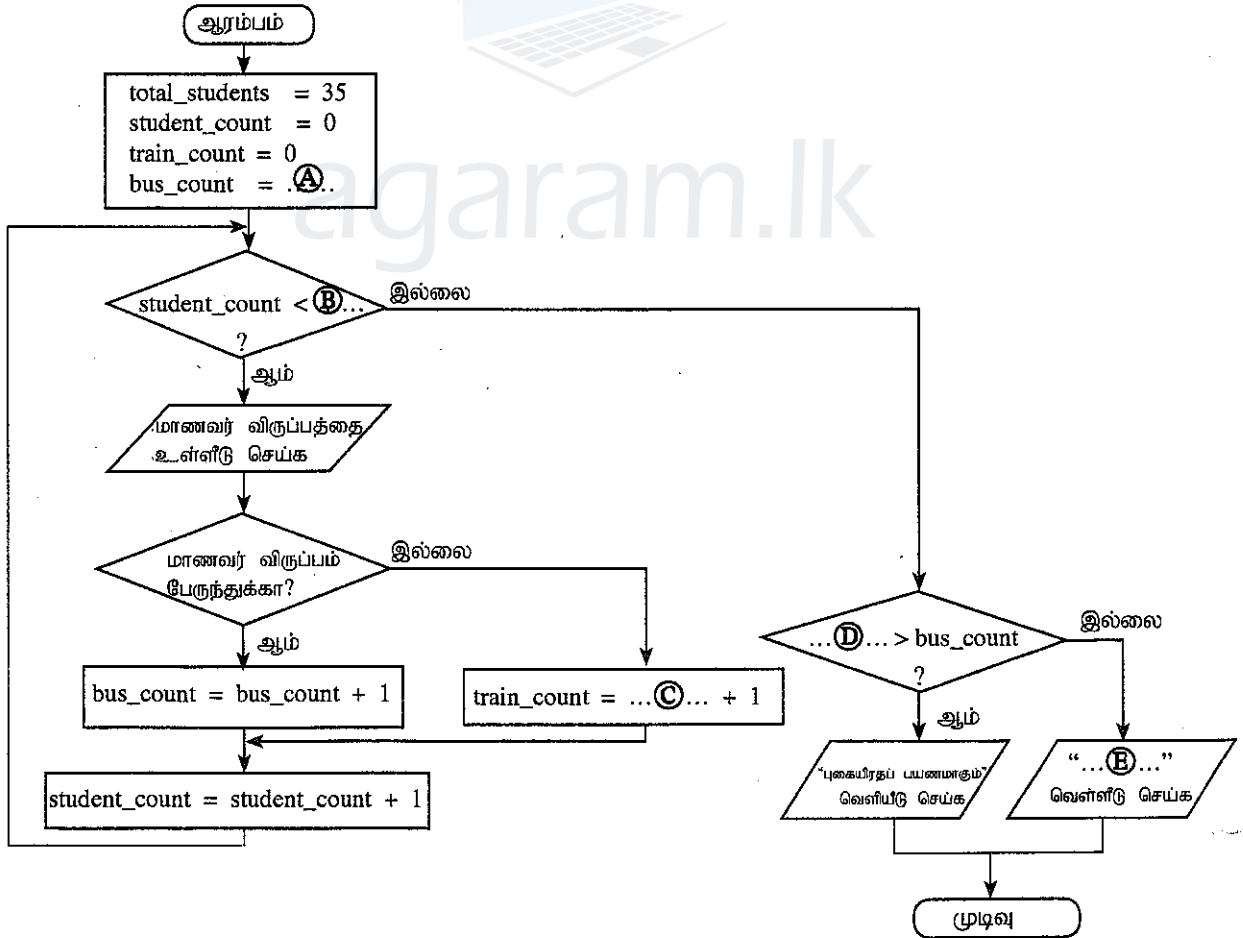 ஆரம்பம்
total_students = 35
student_count = 0
train_count = 0
bus_count = ..Ⓐ..
agaram.lk
student_count < Ⓑ...
?
இல்லை
ஆம்
மாணவர் விருப்பத்தை
உள்ளீடு செய்க
மாணவர் விருப்பம்
பேருந்துக்கா?
இல்லை
ஆம்
bus_count = bus_count + 1
train_count = ...Ⓒ... + 1
student_count = student_count + 1
...Ⓓ... > bus_count
?
இல்லை
ஆம்
"புகையிரதப் பயணமாகும்"
வெளியீடு செய்க
"...Ⓔ..."
வெள்ளீடு செய்க
முடிவு